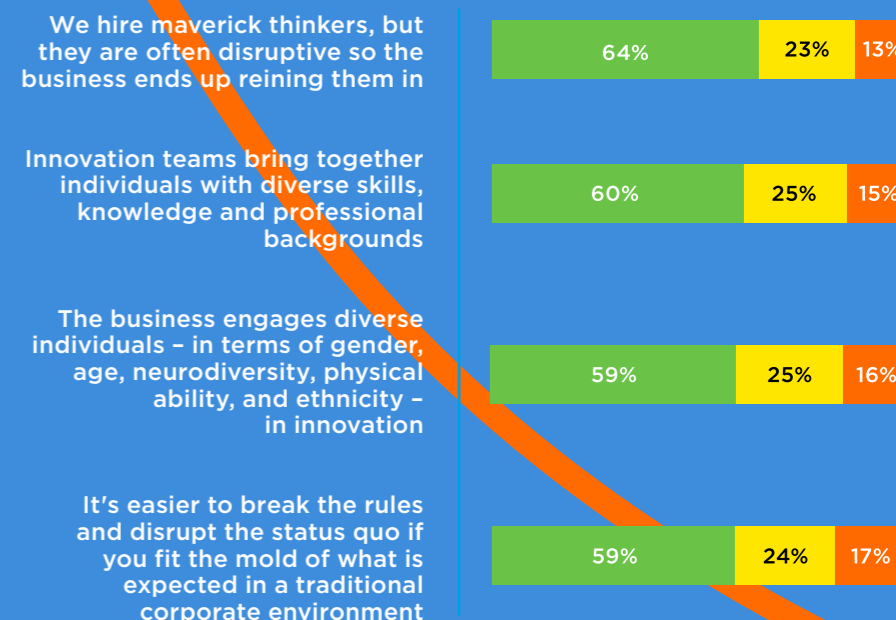 We hire maverick thinkers, but
they are often disruptive so the
business ends up reining them in
64% 23% 13%
Innovation teams bring together
individuals with diverse skills,
knowledge and professional
backgrounds
60% 25% 15%
The business engages diverse
individuals – in terms of gender,
age, neurodiversity, physical
ability, and ethnicity –
in innovation
59% 25% 16%
It's easier to break the rules
and disrupt the status quo if
you fit the mold of what is
expected in a traditional
corporate environment
59% 24% 17%